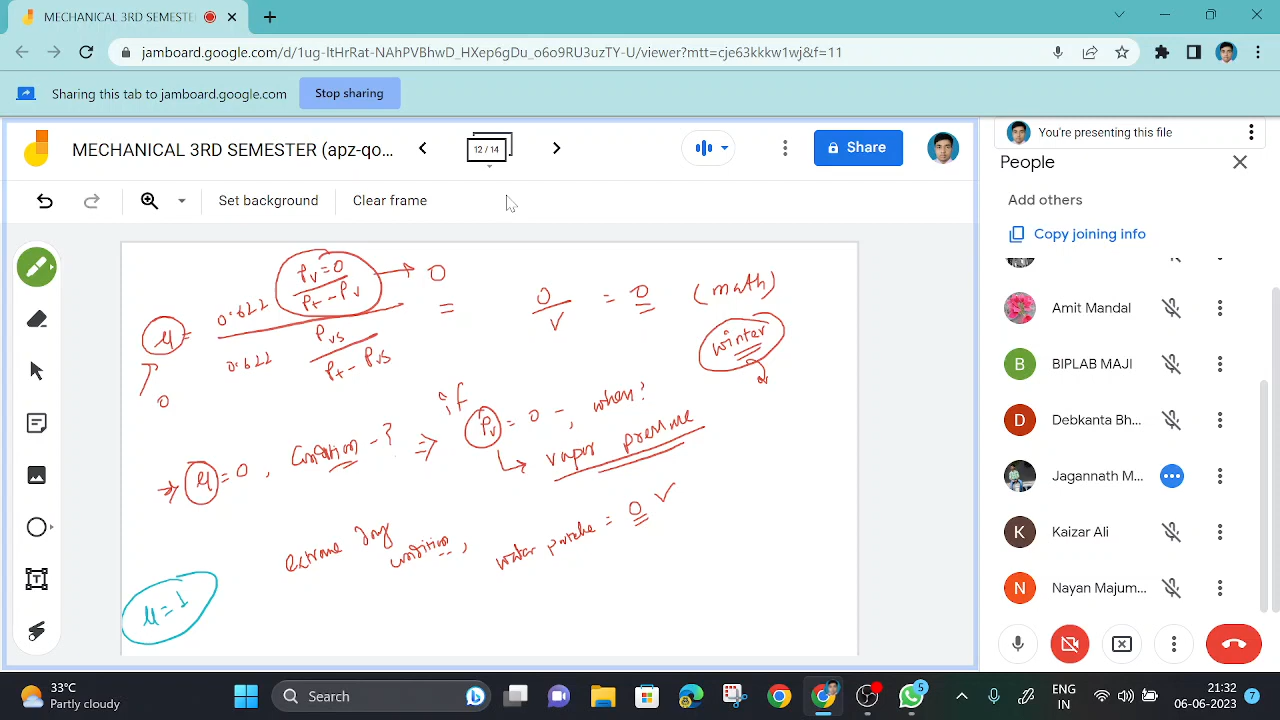 MECHANICAL 3RD SEMESTER
jamboard.google.com/d/1ug-ltHrRat-NAhPVBhwD_HXep6gDu_o6o9RU3uzTY-U/viewer?mtt=cje63kkkw1wj&f=11
Sharing this tab to jamboard.google.com
Stop sharing
MECHANICAL 3RD SEMESTER (apz-qo...
12 / 14
Share
Set background
Clear frame
μ = 0.622 Pv=0 / Pt - Pv → 0
0.622 Pvs / Pt - Pvs
= 0 / v = 0 (math)
winter
0
⇒ μ = 0, Condition - ? ⇒ if Pv = 0 -, when?
↳ vapor pressure
extreme dry condition, water partche = 0 ✓
μ = 1
You're presenting this file
People
Add others
Copy joining info
Amit Mandal
B
BIPLAB MAJI
D
Debkanta Bh...
Jagannath M...
K
Kaizar Ali
N
Nayan Majum...
33°C
Partly cloudy
Search
5
ENG
IN
21:32
06-06-2023